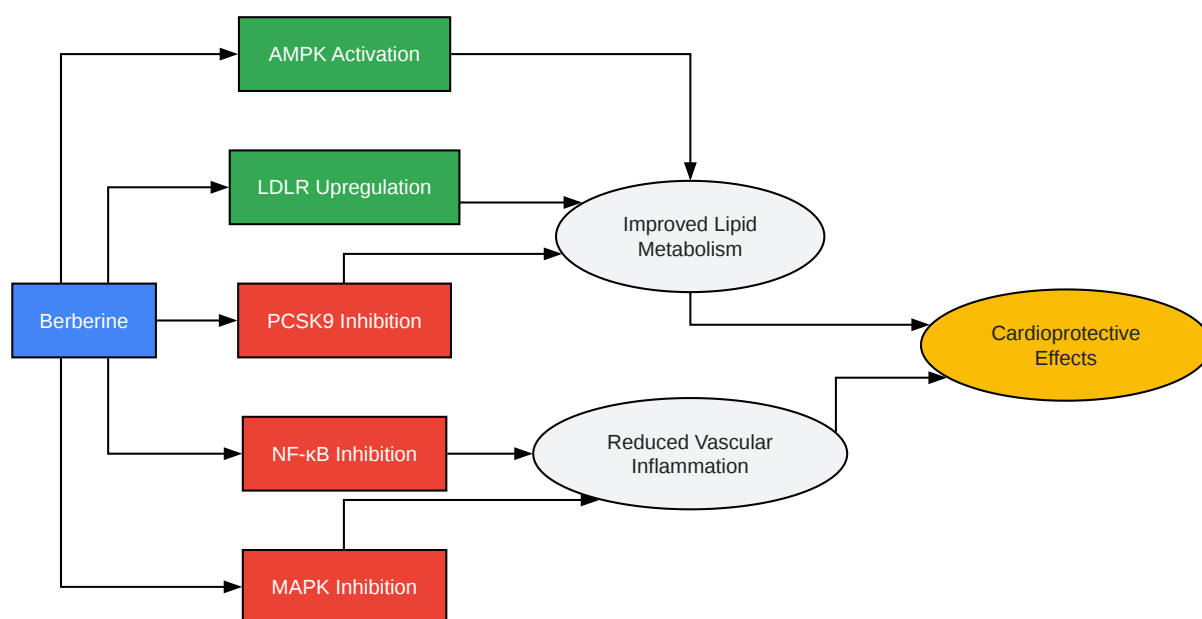 AMPK Activation
LDLR Upregulation
Improved Lipid
Metabolism
Berberine
PCSK9 Inhibition
Cardioprotective
Effects
NF-κB Inhibition
Reduced Vascular
Inflammation
MAPK Inhibition